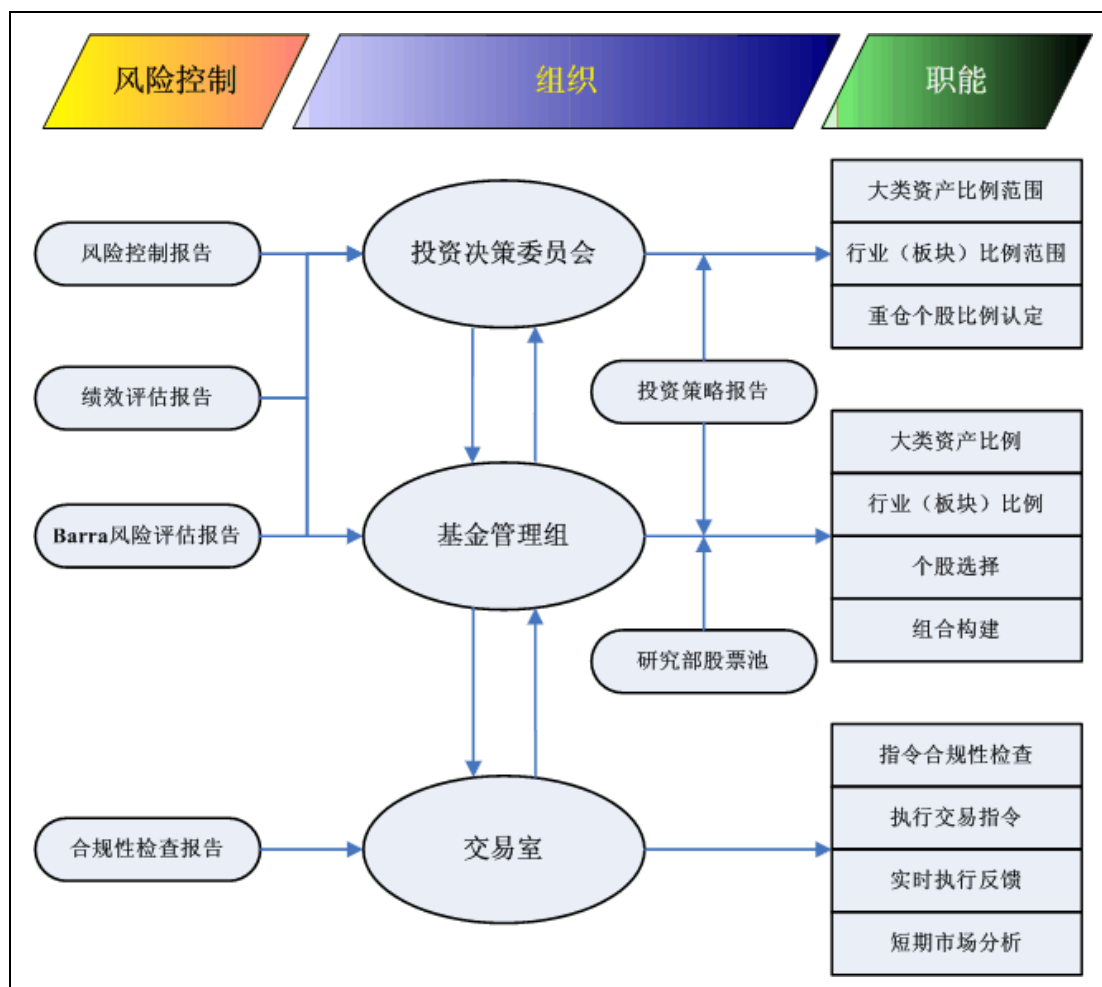 风险控制
组织
职能
风险控制报告
绩效评估报告
Barra风险评估报告
合规性检查报告
投资决策委员会
基金管理组
交易室
投资策略报告
研究部股票池
大类资产比例范围
行业（板块）比例范围
重仓个股比例认定
大类资产比例
行业（板块）比例
个股选择
组合构建
指令合规性检查
执行交易指令
实时执行反馈
短期市场分析